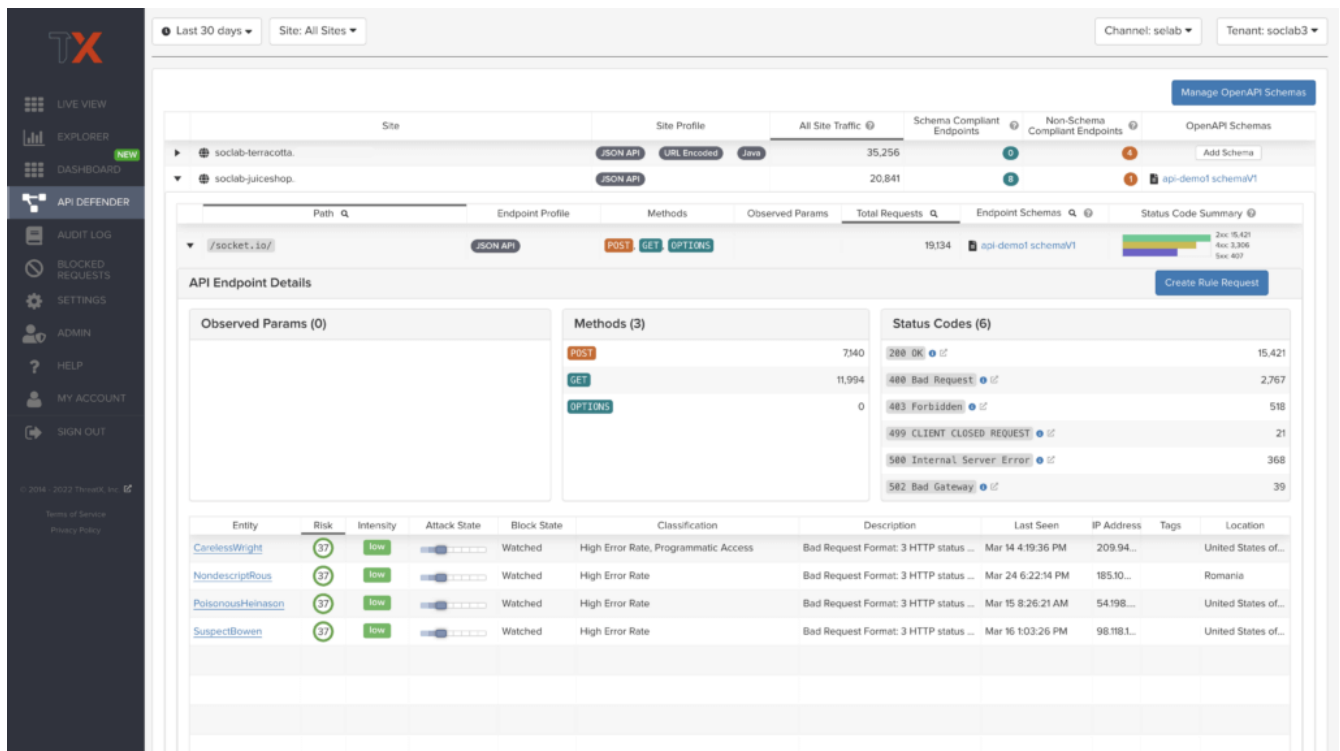 TX
Last 30 days
Site: All Sites
Channel: selab
Tenant: soclab3
LIVE VIEW
EXPLORER
NEW
DASHBOARD
API DEFENDER
AUDIT LOG
BLOCKED REQUESTS
SETTINGS
ADMIN
HELP
MY ACCOUNT
SIGN OUT
© 2014 - 2022 ThreatX, Inc.
Terms of Service
Privacy Policy
Manage OpenAPI Schemas
Site Site Profile All Site Traffic Schema Compliant Endpoints Non-Schema Compliant Endpoints OpenAPI Schemas
soclab-terracotta. JSON API URL Encoded Java 35,256 0 4 Add Schema
soclab-juiceshop. JSON API 20,841 8 1 api-demo1 schemaV1
Path Endpoint Profile Methods Observed Params Total Requests Endpoint Schemas Status Code Summary
/socket.io/ JSON API POST, GET, OPTIONS 19,134 api-demo1 schemaV1
2xx: 15,421
4xx: 3,306
5xx: 407
API Endpoint Details
Create Rule Request
Observed Params (0)
Methods (3)
POST 7,140
GET 11,994
OPTIONS 0
Status Codes (6)
200 OK 15,421
400 Bad Request 2,767
403 Forbidden 518
499 CLIENT CLOSED REQUEST 21
500 Internal Server Error 368
502 Bad Gateway 39
Entity Risk Intensity Attack State Block State Classification Description Last Seen IP Address Tags Location
CarelessWright 37 low Watched High Error Rate, Programmatic Access Bad Request Format: 3 HTTP status ... Mar 14 4:19:36 PM 209.94... United States of...
NondescriptRous 37 low Watched High Error Rate Bad Request Format: 3 HTTP status ... Mar 24 6:22:14 PM 185.10... Romania
PoisonousHeinason 37 low Watched High Error Rate Bad Request Format: 3 HTTP status ... Mar 15 8:26:21 AM 54.198.... United States of...
SuspectBowen 37 low Watched High Error Rate Bad Request Format: 3 HTTP status ... Mar 16 1:03:26 PM 98.118.1... United States of...